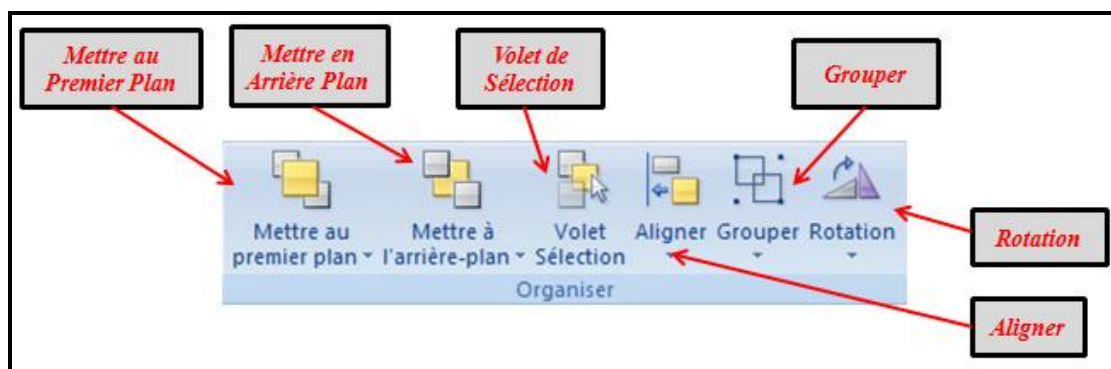 Mettre au
Premier Plan
Mettre en
Arrière Plan
Volet de
Sélection
Grouper
Mettre au
premier plan
Mettre à
l'arrière-plan
Volet
Sélection
Aligner
Grouper
Rotation
Organiser
Rotation
Aligner